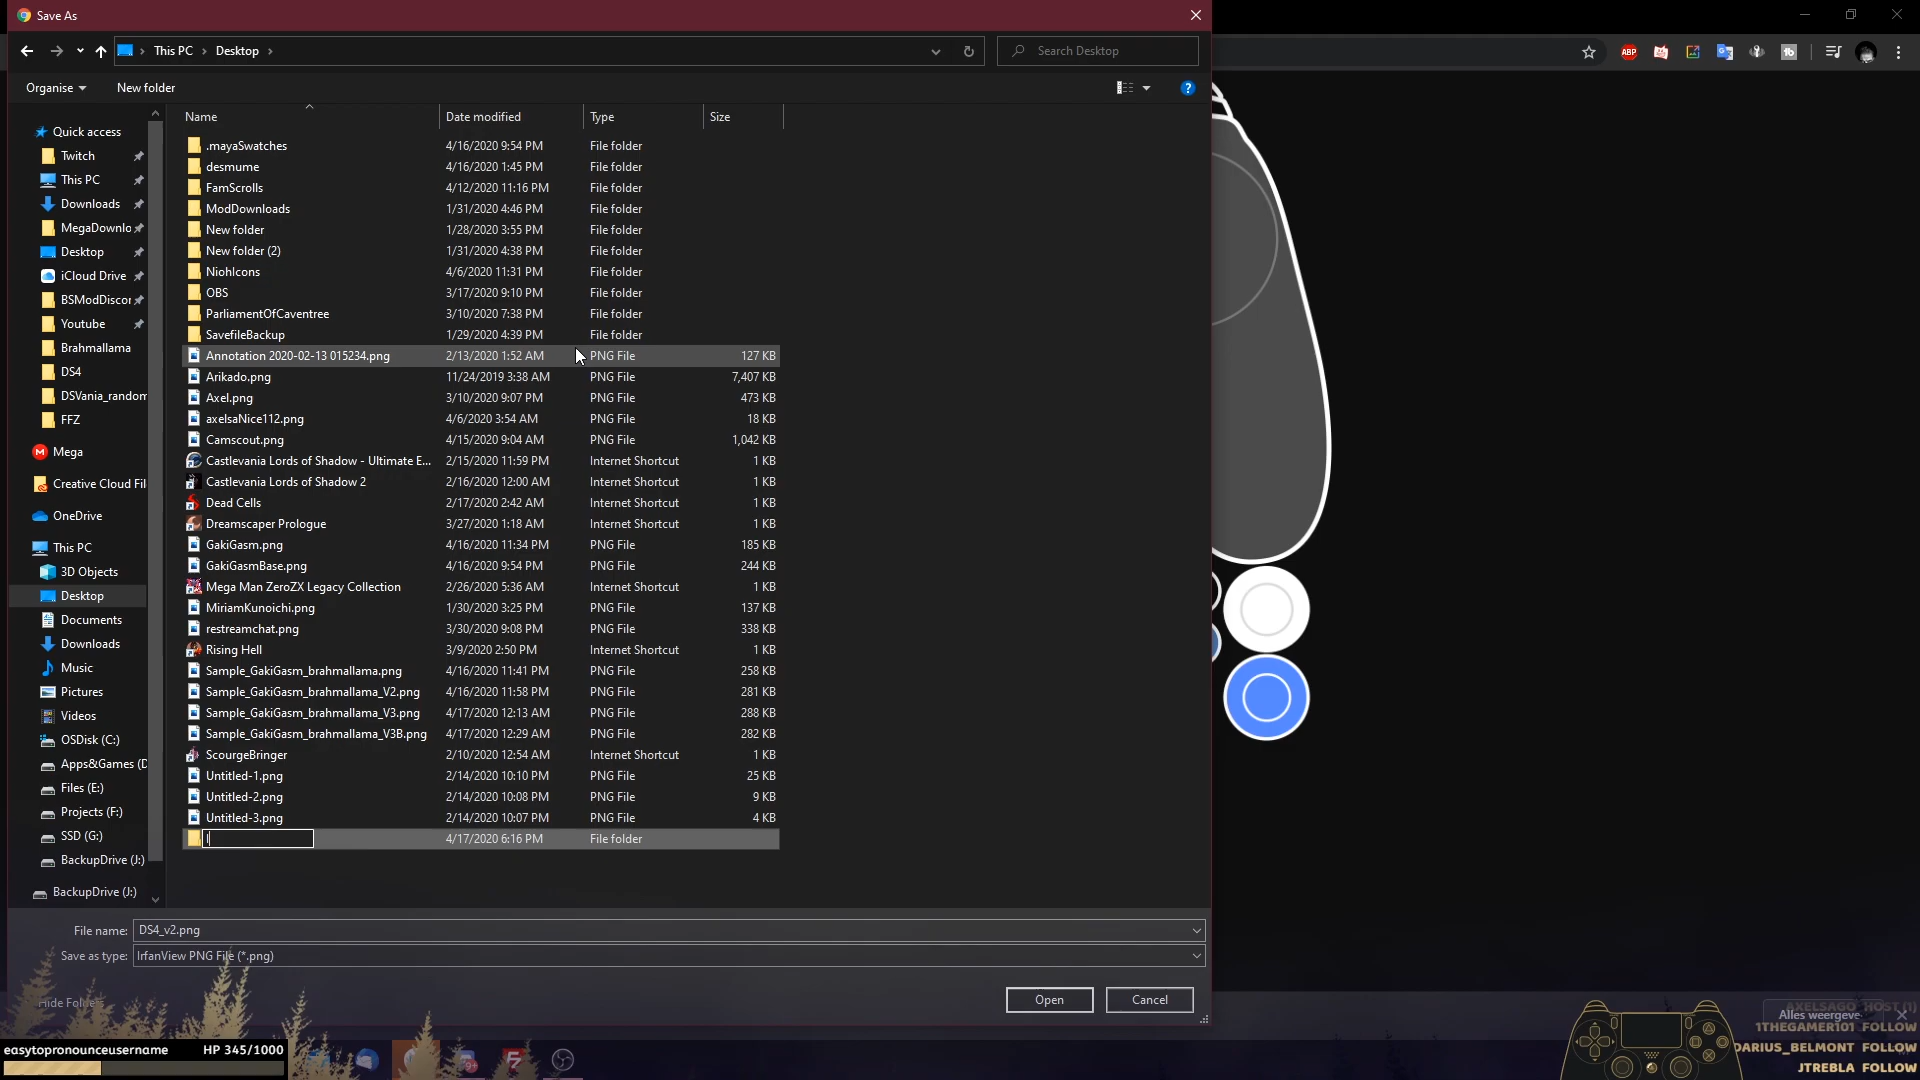 Save As
This PC > Desktop >
Search Desktop
Organise
New folder
Name Date modified Type Size
Quick access
Twitch
This PC
Downloads
MegaDownlo
Desktop
iCloud Drive
BSModDiscor
Youtube
Brahmallama
DS4
DSVania_random
FFZ
Mega
Creative Cloud Fil
OneDrive
This PC
3D Objects
Desktop
Documents
Downloads
Music
Pictures
Videos
OSDisk (C:)
Apps&Games (D
Files (E:)
Projects (F:)
SSD (G:)
BackupDrive (J:)
BackupDrive (J:)
.mayaSwatches 4/16/2020 9:54 PM File folder
desmume 4/16/2020 1:45 PM File folder
FamScrolls 4/12/2020 11:16 PM File folder
ModDownloads 1/31/2020 4:46 PM File folder
New folder 1/28/2020 3:55 PM File folder
New folder (2) 1/31/2020 4:38 PM File folder
NiohIcons 4/6/2020 11:31 PM File folder
OBS 3/17/2020 9:10 PM File folder
ParliamentOfCaventree 3/10/2020 7:38 PM File folder
SavefileBackup 1/29/2020 4:39 PM File folder
Annotation 2020-02-13 015234.png 2/13/2020 1:52 AM PNG File 127 KB
Arikado.png 11/24/2019 3:38 AM PNG File 7,407 KB
Axel.png 3/10/2020 9:07 PM PNG File 473 KB
axelsaNice112.png 4/6/2020 3:54 AM PNG File 18 KB
Camscout.png 4/15/2020 9:04 AM PNG File 1,042 KB
Castlevania Lords of Shadow - Ultimate E... 2/15/2020 11:59 PM Internet Shortcut 1 KB
Castlevania Lords of Shadow 2 2/16/2020 12:00 AM Internet Shortcut 1 KB
Dead Cells 2/17/2020 2:42 AM Internet Shortcut 1 KB
Dreamscaper Prologue 3/27/2020 1:18 AM Internet Shortcut 1 KB
GakiGasm.png 4/16/2020 11:34 PM PNG File 185 KB
GakiGasmBase.png 4/16/2020 9:54 PM PNG File 244 KB
Mega Man ZeroZX Legacy Collection 2/26/2020 5:36 AM Internet Shortcut 1 KB
MiriamKunoichi.png 1/30/2020 3:25 PM PNG File 137 KB
restreamchat.png 3/30/2020 9:08 PM PNG File 338 KB
Rising Hell 3/9/2020 2:50 PM Internet Shortcut 1 KB
Sample_GakiGasm_brahmallama.png 4/16/2020 11:41 PM PNG File 258 KB
Sample_GakiGasm_brahmallama_V2.png 4/16/2020 11:58 PM PNG File 281 KB
Sample_GakiGasm_brahmallama_V3.png 4/17/2020 12:13 AM PNG File 288 KB
Sample_GakiGasm_brahmallama_V3B.png 4/17/2020 12:29 AM PNG File 282 KB
ScourgeBringer 2/10/2020 12:54 AM Internet Shortcut 1 KB
Untitled-1.png 2/14/2020 10:10 PM PNG File 25 KB
Untitled-2.png 2/14/2020 10:08 PM PNG File 9 KB
Untitled-3.png 2/14/2020 10:07 PM PNG File 4 KB
4/17/2020 6:16 PM File folder
File name: DS4_v2.png
Save as type: IrfanView PNG File (*.png)
Hide Folders
Open
Cancel
ABP
Alles weergeve
AXELSAGO HOST(1)
1THEGAMER101 FOLLOW
DARIUS_BELMONT FOLLOW
JTREBLA FOLLOW
easytopronounceusername HP 345/1000